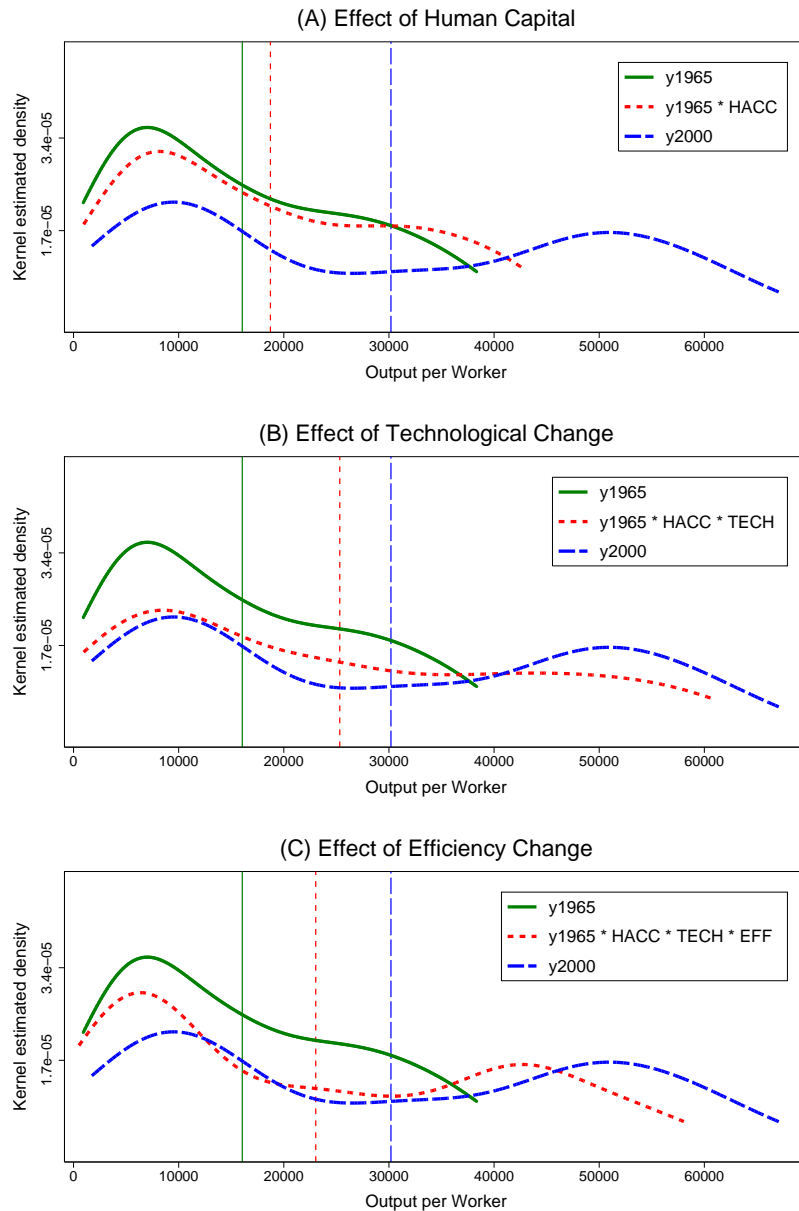 (A) Effect of Human Capital
Kernel estimated density
3.4e−05
1.7e−05
y1965
y1965 * HACC
y2000
0 10000 20000 30000 40000 50000 60000
Output per Worker
(B) Effect of Technological Change
Kernel estimated density
3.4e−05
1.7e−05
y1965
y1965 * HACC * TECH
y2000
0 10000 20000 30000 40000 50000 60000
Output per Worker
(C) Effect of Efficiency Change
Kernel estimated density
3.4e−05
1.7e−05
y1965
y1965 * HACC * TECH * EFF
y2000
0 10000 20000 30000 40000 50000 60000
Output per Worker